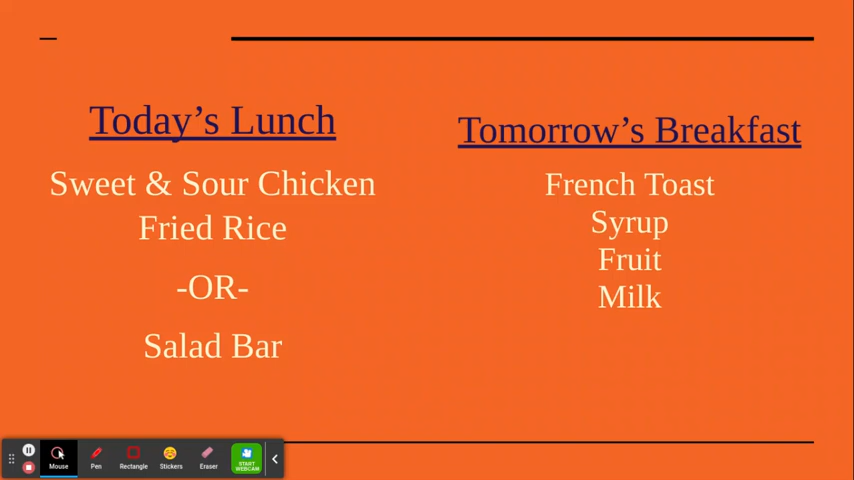 Today’s Lunch
Sweet & Sour Chicken
Fried Rice
-OR-
Salad Bar
Tomorrow’s Breakfast
French Toast
Syrup
Fruit
Milk
Mouse
Pen
Rectangle
Stickers
Eraser
START
WEBCAM